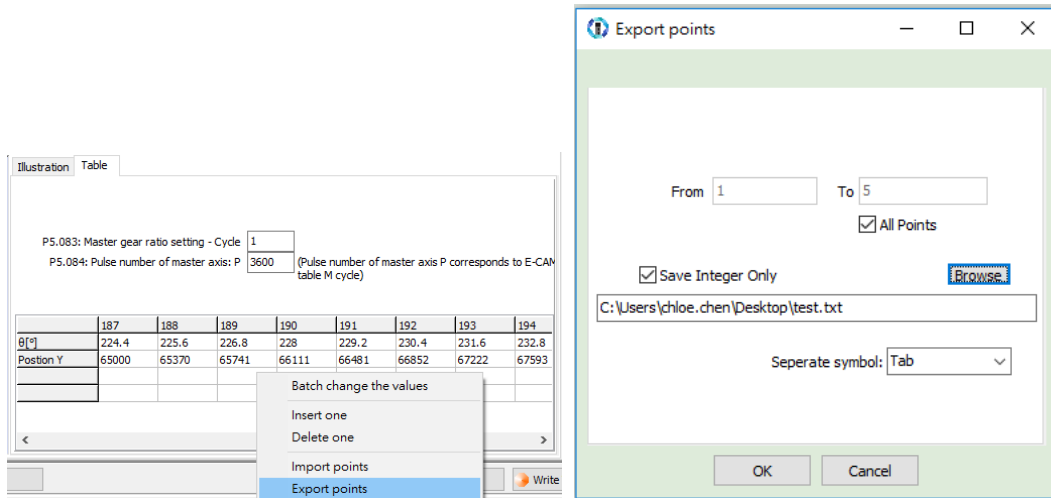 Illustration Table
P5.083: Master gear ratio setting - Cycle 1
P5.084: Pulse number of master axis: P 3600 (Pulse number of master axis P corresponds to E-CAM
table M cycle)
187 188 189 190 191 192 193 194
θ[°] 224.4 225.6 226.8 228 229.2 230.4 231.6 232.8
Postion Y 65000 65370 65741 66111 66481 66852 67222 67593
Batch change the values
Insert one
Delete one
Import points
Export points
Write
Export points
From 1 To 5
All Points
Save Integer Only Browse
C:\Users\chloe.chen\Desktop\test.txt
Seperate symbol: Tab
OK Cancel